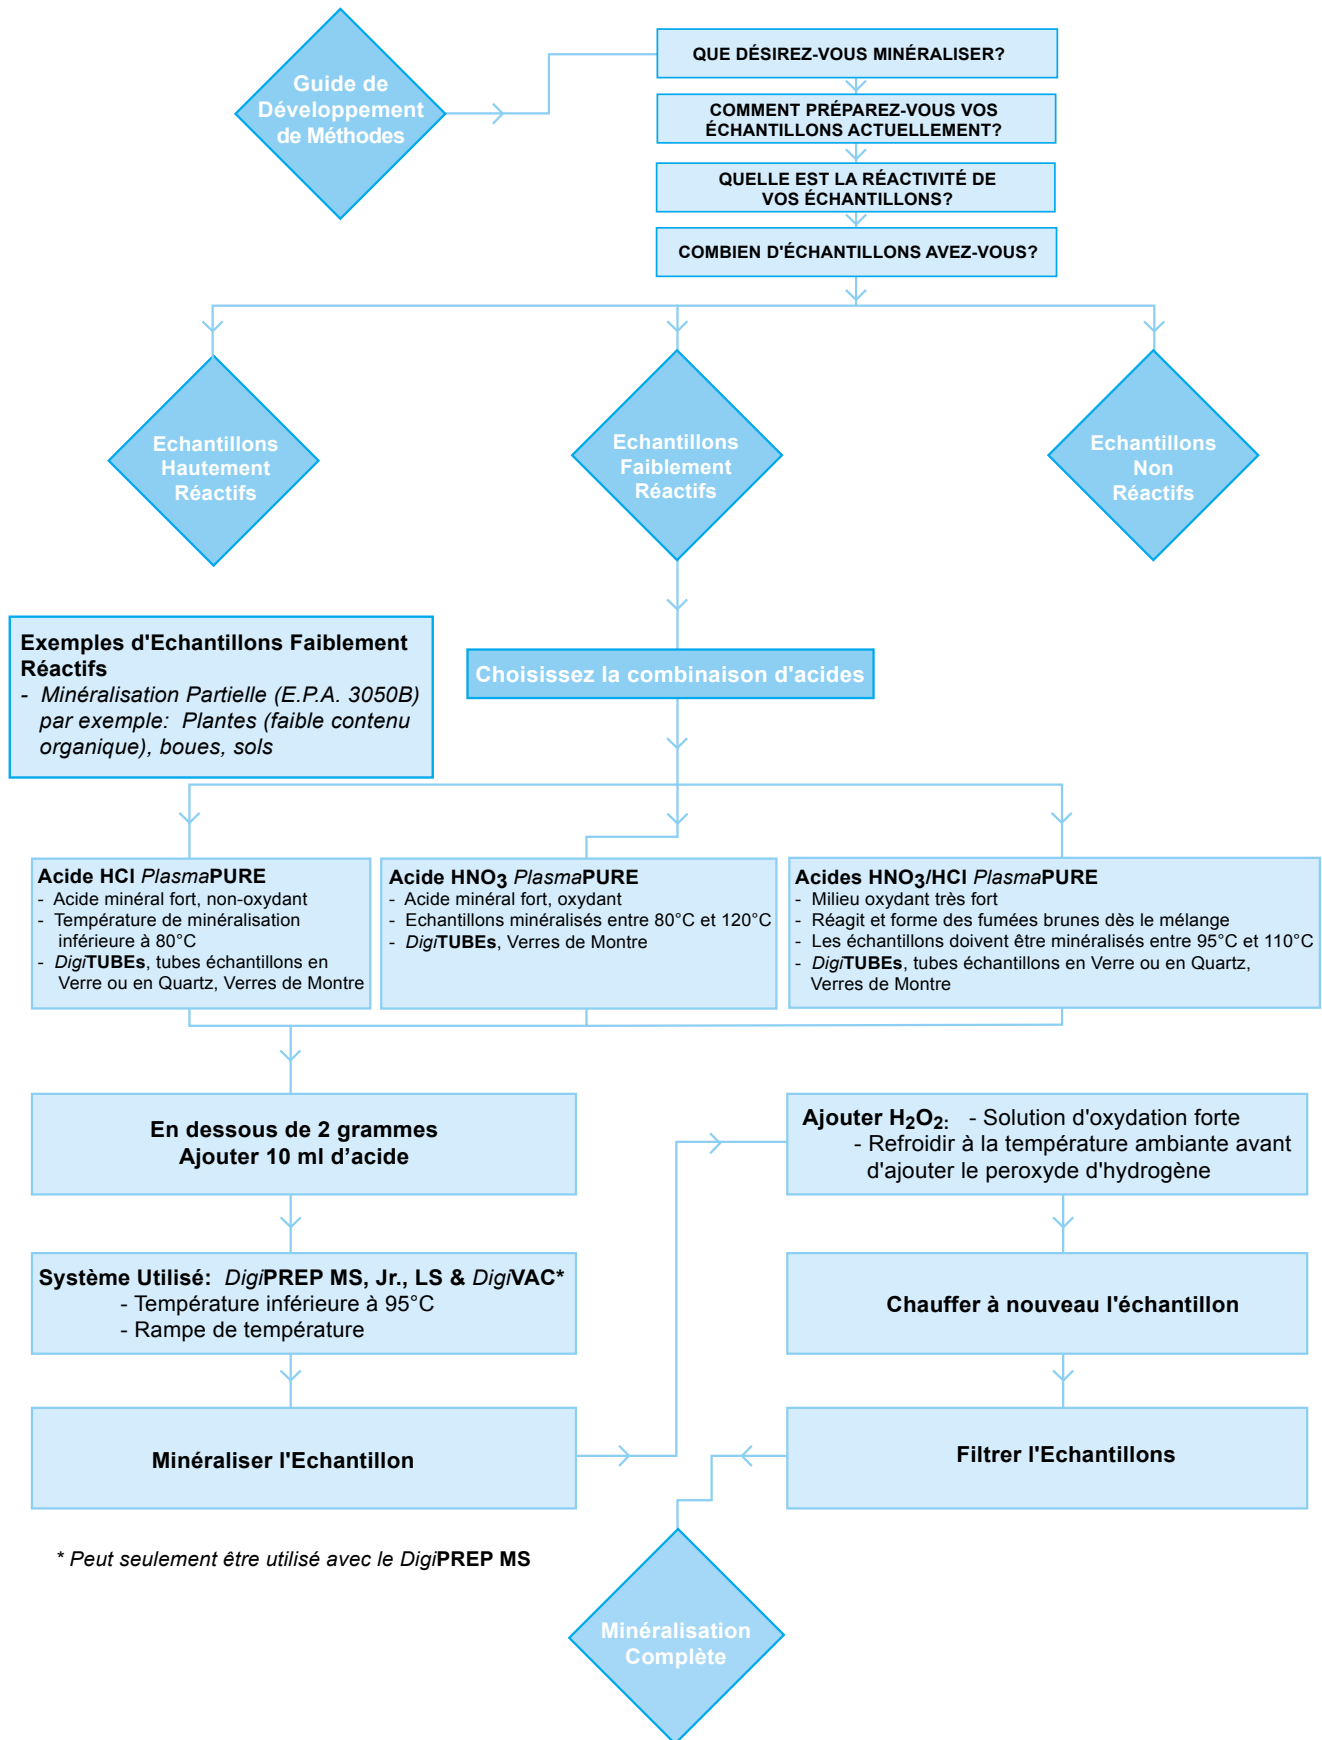 Guide de
Développement
de Méthodes
QUE DÉSIREZ-VOUS MINÉRALISER?
COMMENT PRÉPAREZ-VOUS VOS
ÉCHANTILLONS ACTUELLEMENT?
QUELLE EST LA RÉACTIVITÉ DE
VOS ÉCHANTILLONS?
COMBIEN D'ÉCHANTILLONS AVEZ-VOUS?
Echantillons
Hautement
Réactifs
Echantillons
Faiblement
Réactifs
Echantillons
Non
Réactifs
Exemples d'Echantillons Faiblement
Réactifs
- Minéralisation Partielle (E.P.A. 3050B)
par exemple: Plantes (faible contenu
organique), boues, sols
Choisissez la combinaison d'acides
Acide HCl PlasmaPURE
- Acide minéral fort, non-oxydant
- Température de minéralisation
inférieure à 80°C
- DigiTUBEs, tubes échantillons en
Verre ou en Quartz, Verres de Montre
Acide HNO3 PlasmaPURE
- Acide minéral fort, oxydant
- Echantillons minéralisés entre 80°C et 120°C
- DigiTUBEs, Verres de Montre
Acides HNO3/HCl PlasmaPURE
- Milieu oxydant très fort
- Réagit et forme des fumées brunes dès le mélange
- Les échantillons doivent être minéralisés entre 95°C et 110°C
- DigiTUBEs, tubes échantillons en Verre ou en Quartz,
Verres de Montre
En dessous de 2 grammes
Ajouter 10 ml d’acide
Système Utilisé: DigiPREP MS, Jr., LS & DigiVAC*
- Température inférieure à 95°C
- Rampe de température
Minéraliser l'Echantillon
Ajouter H2O2: - Solution d'oxydation forte
- Refroidir à la température ambiante avant
d'ajouter le peroxyde d'hydrogène
Chauffer à nouveau l'échantillon
Filtrer l'Echantillons
* Peut seulement être utilisé avec le DigiPREP MS
Minéralisation
Complète